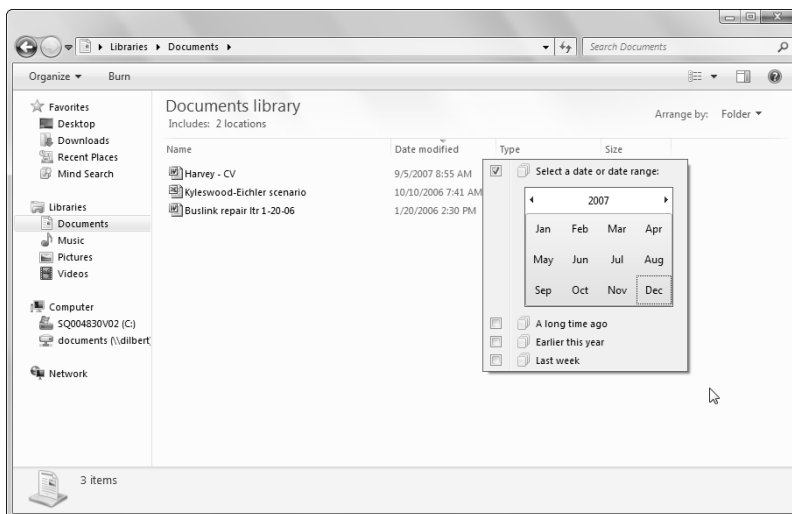 Libraries Documents
Search Documents
Organize Burn
Favorites
Desktop
Downloads
Recent Places
Mind Search
Libraries
Documents
Music
Pictures
Videos
Computer
SQ004830V02 (C:)
documents (\\dilbert)
Network
Documents library
Includes: 2 locations
Arrange by: Folder
Name Date modified Type Size
Harvey - CV 9/5/2007 8:55 AM
Kyleswood-Eichler scenario 10/10/2006 7:41 AM
Buslink repair ltr 1-20-06 1/20/2006 2:30 PM
Select a date or date range:
2007
Jan Feb Mar Apr
May Jun Jul Aug
Sep Oct Nov Dec
A long time ago
Earlier this year
Last week
3 items